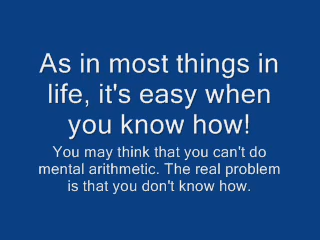 As in most things in
life, it's easy when
you know how!
You may think that you can't do
mental arithmetic. The real problem
is that you don't know how.